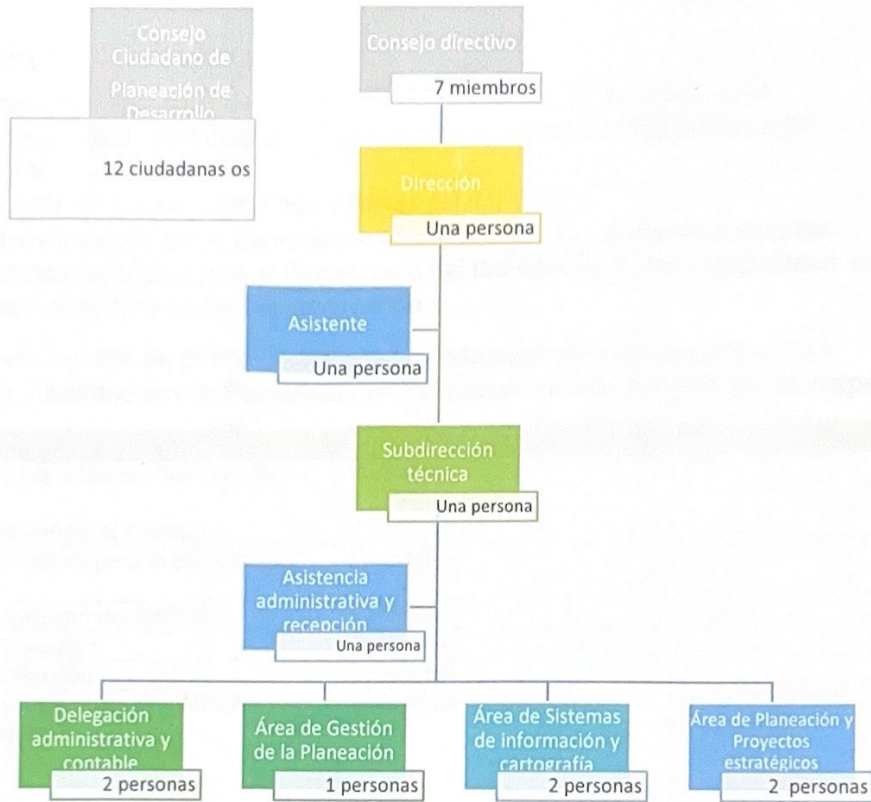 Consejo
Ciudadano de
Planeación de
Desarrollo
12 ciudadanas os
Consejo directivo
7 miembros
Dirección
Una persona
Asistente
Una persona
Subdirección
técnica
Una persona
Asistencia
administrativa y
recepción
Una persona
Delegación
administrativa y
contable
2 personas
Área de Gestión
de la Planeación
1 personas
Área de Sistemas
de información y
cartografía
2 personas
Área de Planeación y
Proyectos
estratégicos
2 personas